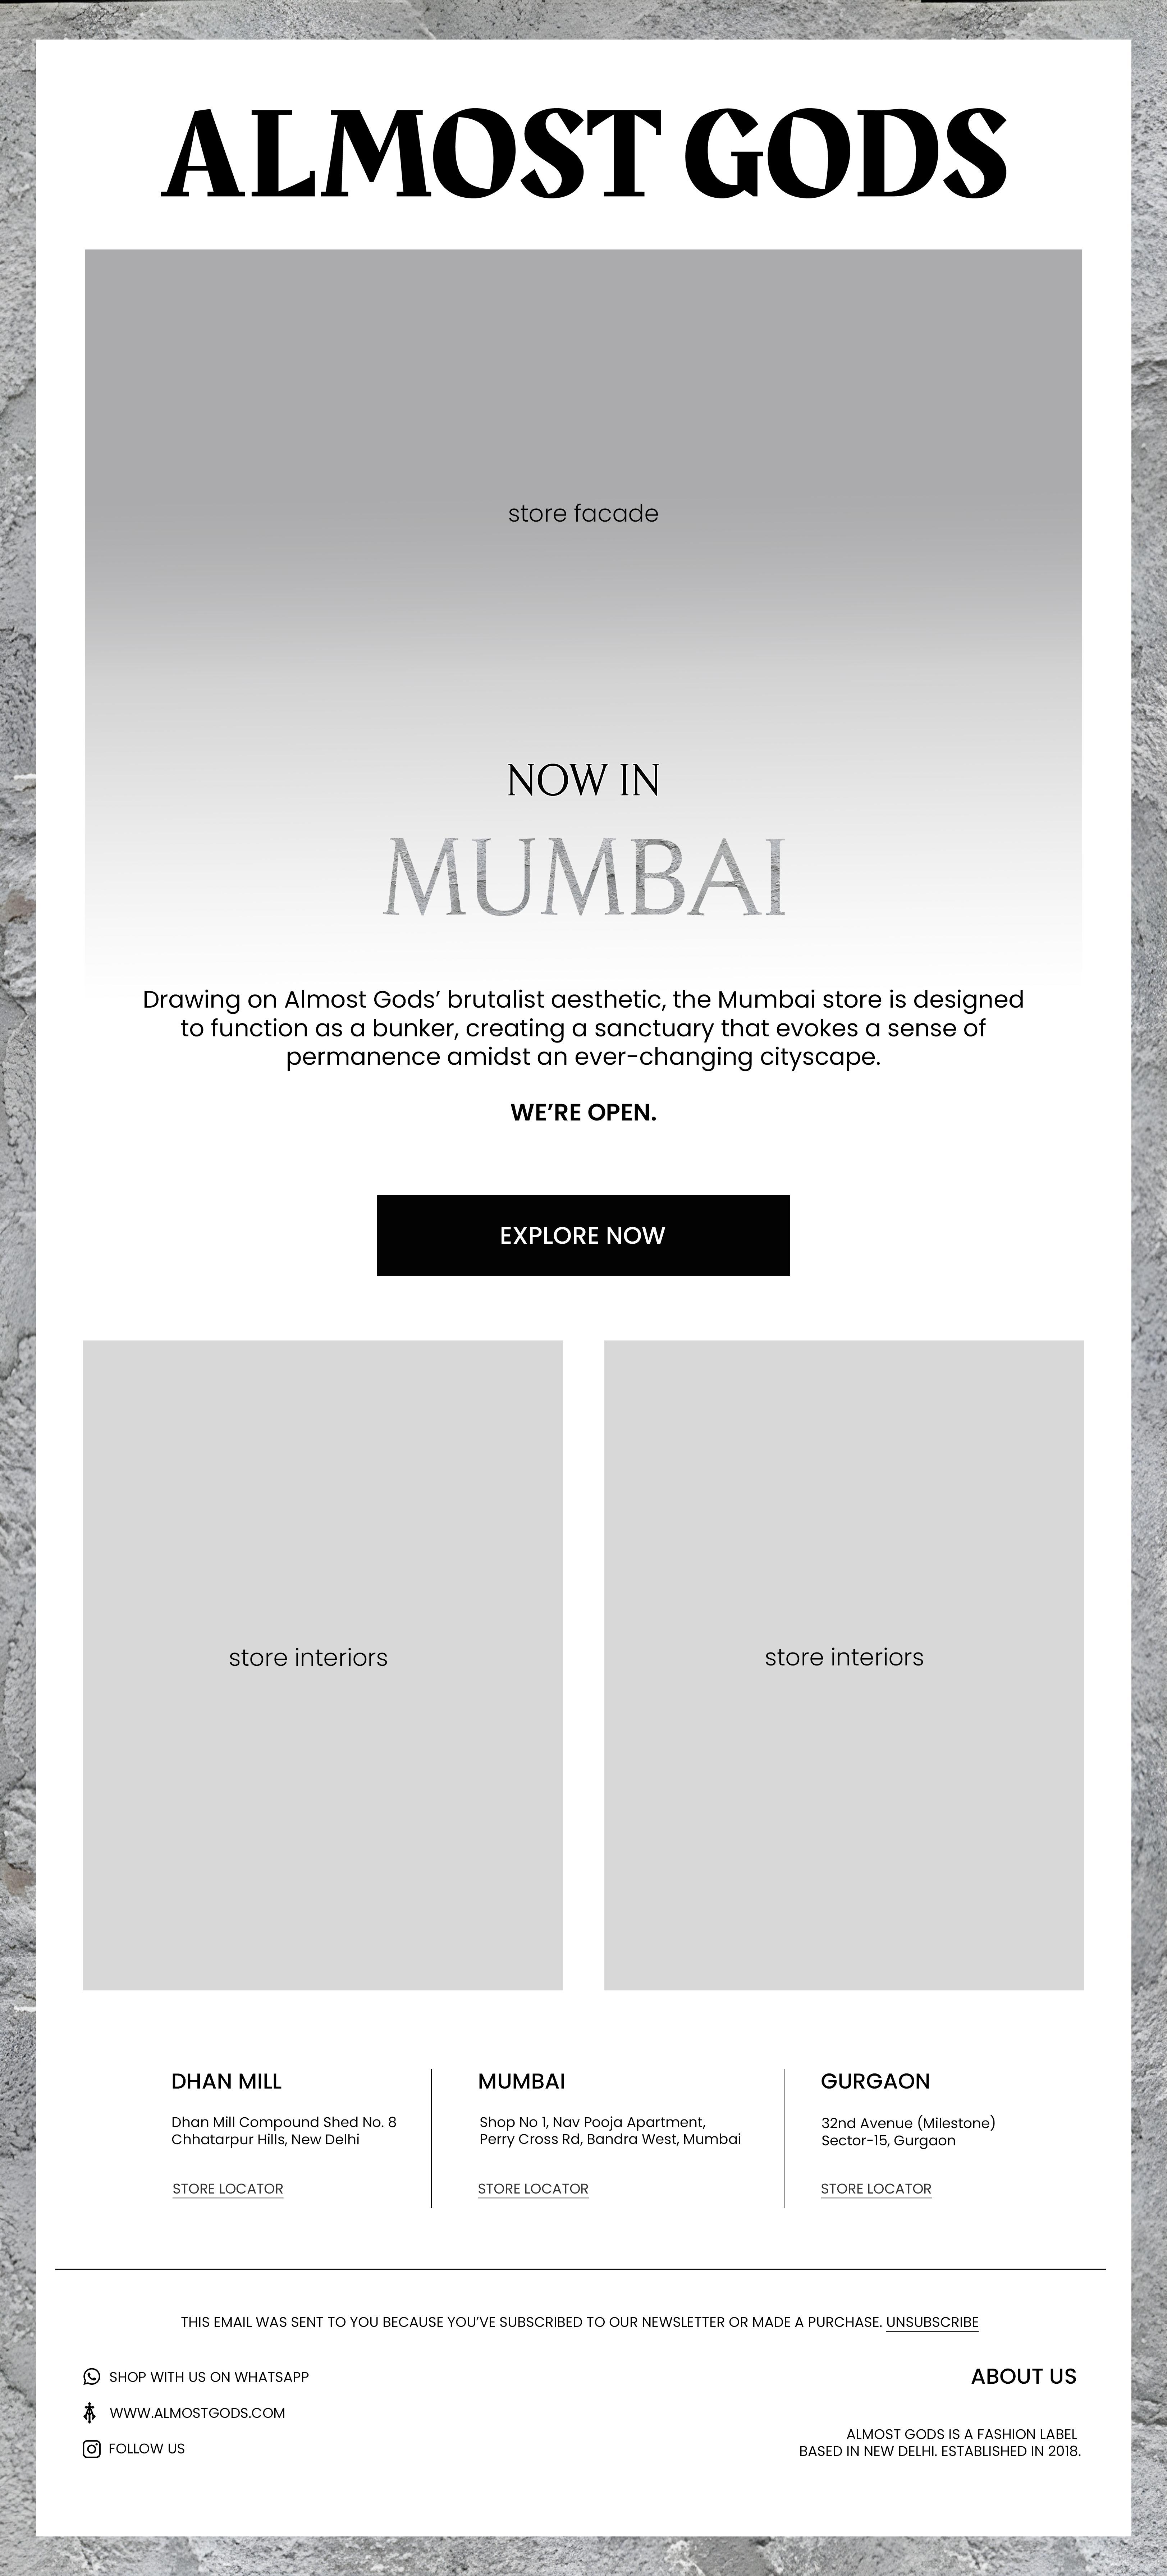 ALMOST GODS
store facade
NOW IN
MUMBAI
Drawing on Almost Gods’ brutalist aesthetic, the Mumbai store is designed
to function as a bunker, creating a sanctuary that evokes a sense of
permanence amidst an ever-changing cityscape.
WE’RE OPEN.
EXPLORE NOW
store interiors
store interiors
DHAN MILL
Dhan Mill Compound Shed No. 8
Chhatarpur Hills, New Delhi
STORE LOCATOR
MUMBAI
Shop No 1, Nav Pooja Apartment,
Perry Cross Rd, Bandra West, Mumbai
STORE LOCATOR
GURGAON
32nd Avenue (Milestone)
Sector-15, Gurgaon
STORE LOCATOR
THIS EMAIL WAS SENT TO YOU BECAUSE YOU’VE SUBSCRIBED TO OUR NEWSLETTER OR MADE A PURCHASE. UNSUBSCRIBE
SHOP WITH US ON WHATSAPP
WWW.ALMOSTGODS.COM
FOLLOW US
ABOUT US
ALMOST GODS IS A FASHION LABEL
BASED IN NEW DELHI. ESTABLISHED IN 2018.